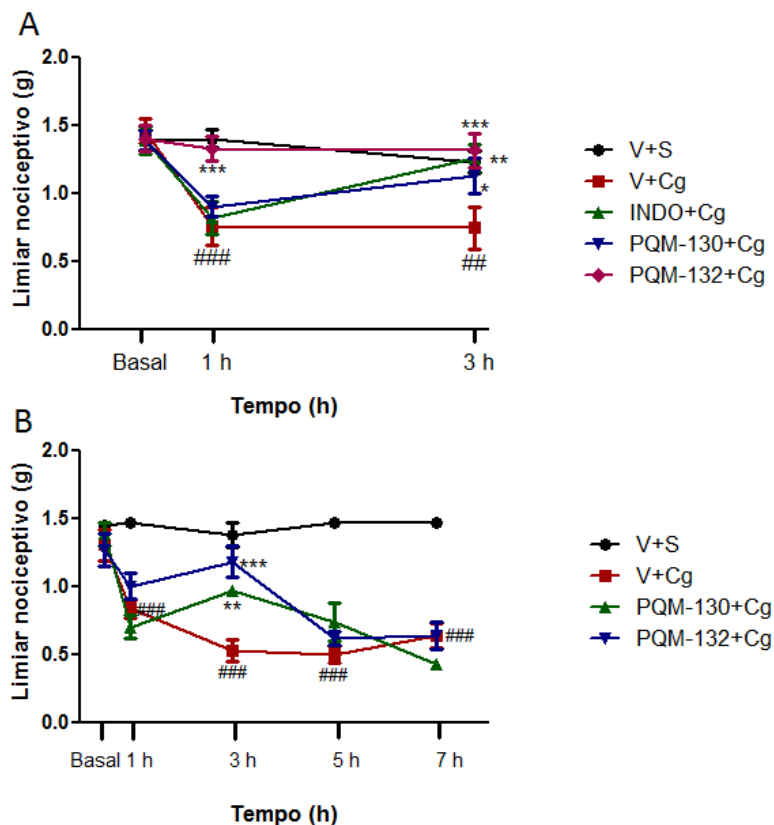 A
Limiar nociceptivo (g)
2.0
1.5
1.0
0.5
0.0
***
***
**
*
###
##
Basal
1 h
3 h
Tempo (h)
V+S
V+Cg
INDO+Cg
PQM-130+Cg
PQM-132+Cg
B
Limiar nociceptivo (g)
2.0
1.5
1.0
0.5
0.0
***
###
**
###
###
###
Basal 1 h
3 h
5 h
7 h
Tempo (h)
V+S
V+Cg
PQM-130+Cg
PQM-132+Cg